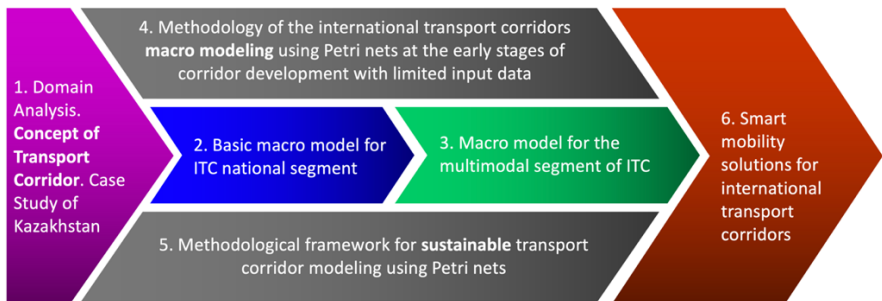 1. Domain
Analysis.
Concept of
Transport
Corridor. Case
Study of
Kazakhstan
4. Methodology of the international transport corridors
macro modeling using Petri nets at the early stages of
corridor development with limited input data
2. Basic macro model for
ITC national segment
3. Macro model for the
multimodal segment of ITC
5. Methodological framework for sustainable transport
corridor modeling using Petri nets
6. Smart
mobility
solutions for
international
transport
corridors